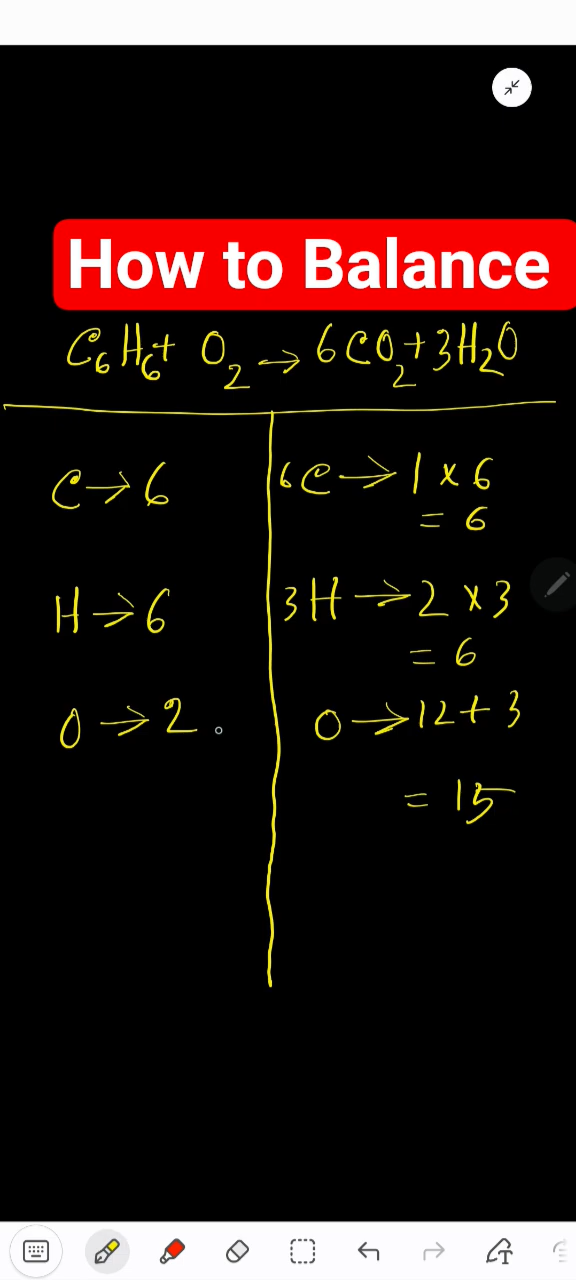 How to Balance
C₆H₆ + O₂ → 6CO₂ + 3H₂O
C → 6
6C → 1 × 6
= 6
H → 6
3H → 2 × 3
= 6
O → 2
O → 12 + 3
= 15